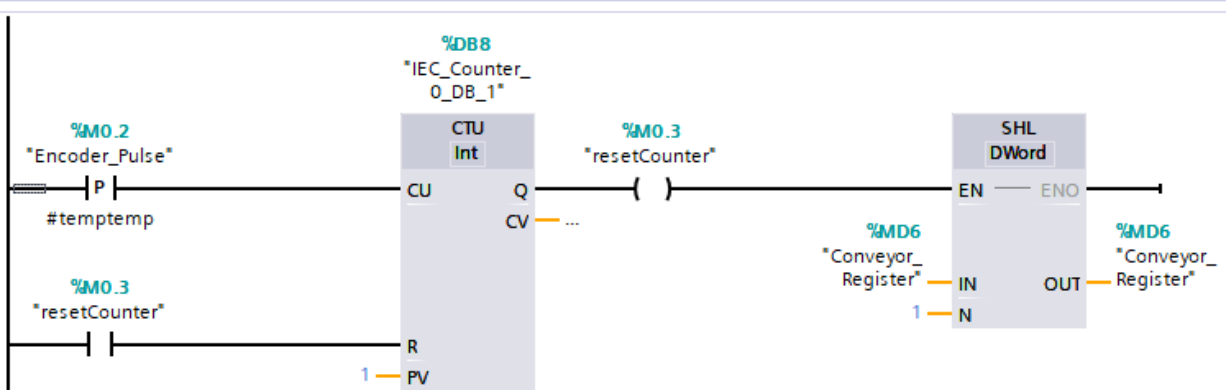 %DB8
"IEC_Counter_
0_DB_1"
%M0.2
"Encoder_Pulse"
P
#temptemp
CTU
Int
CU
Q
CV
...
%M0.3
"resetCounter"
SHL
DWord
EN
ENO
%MD6
"Conveyor_
Register"
IN
1
N
OUT
%MD6
"Conveyor_
Register"
%M0.3
"resetCounter"
R
1
PV